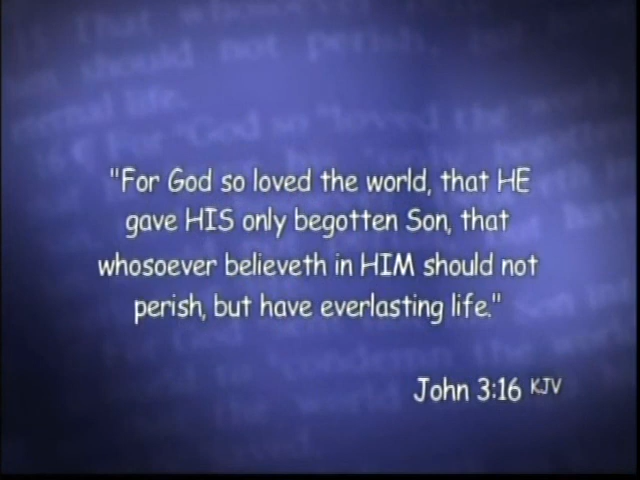 "For God so loved the world, that HE
gave HIS only begotten Son, that
whosoever believeth in HIM should not
perish, but have everlasting life."
John 3:16 KJV